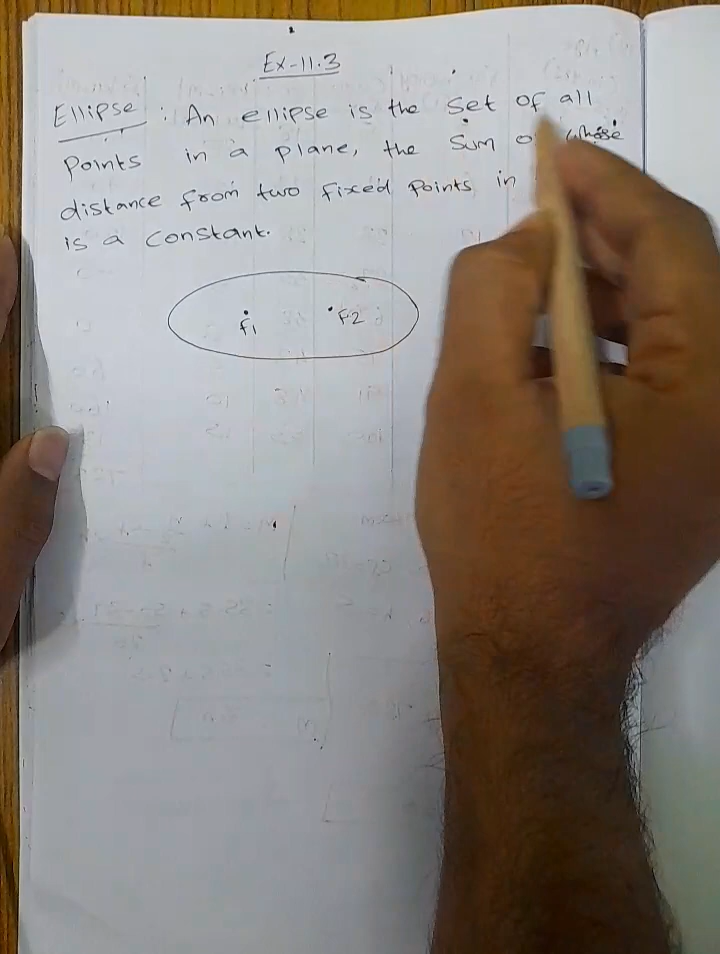 Ex-11.3
Ellipse : An ellipse is the set of all
Points in a plane, the sum of whose
distance from two fixed points in
is a constant.
F1 F2